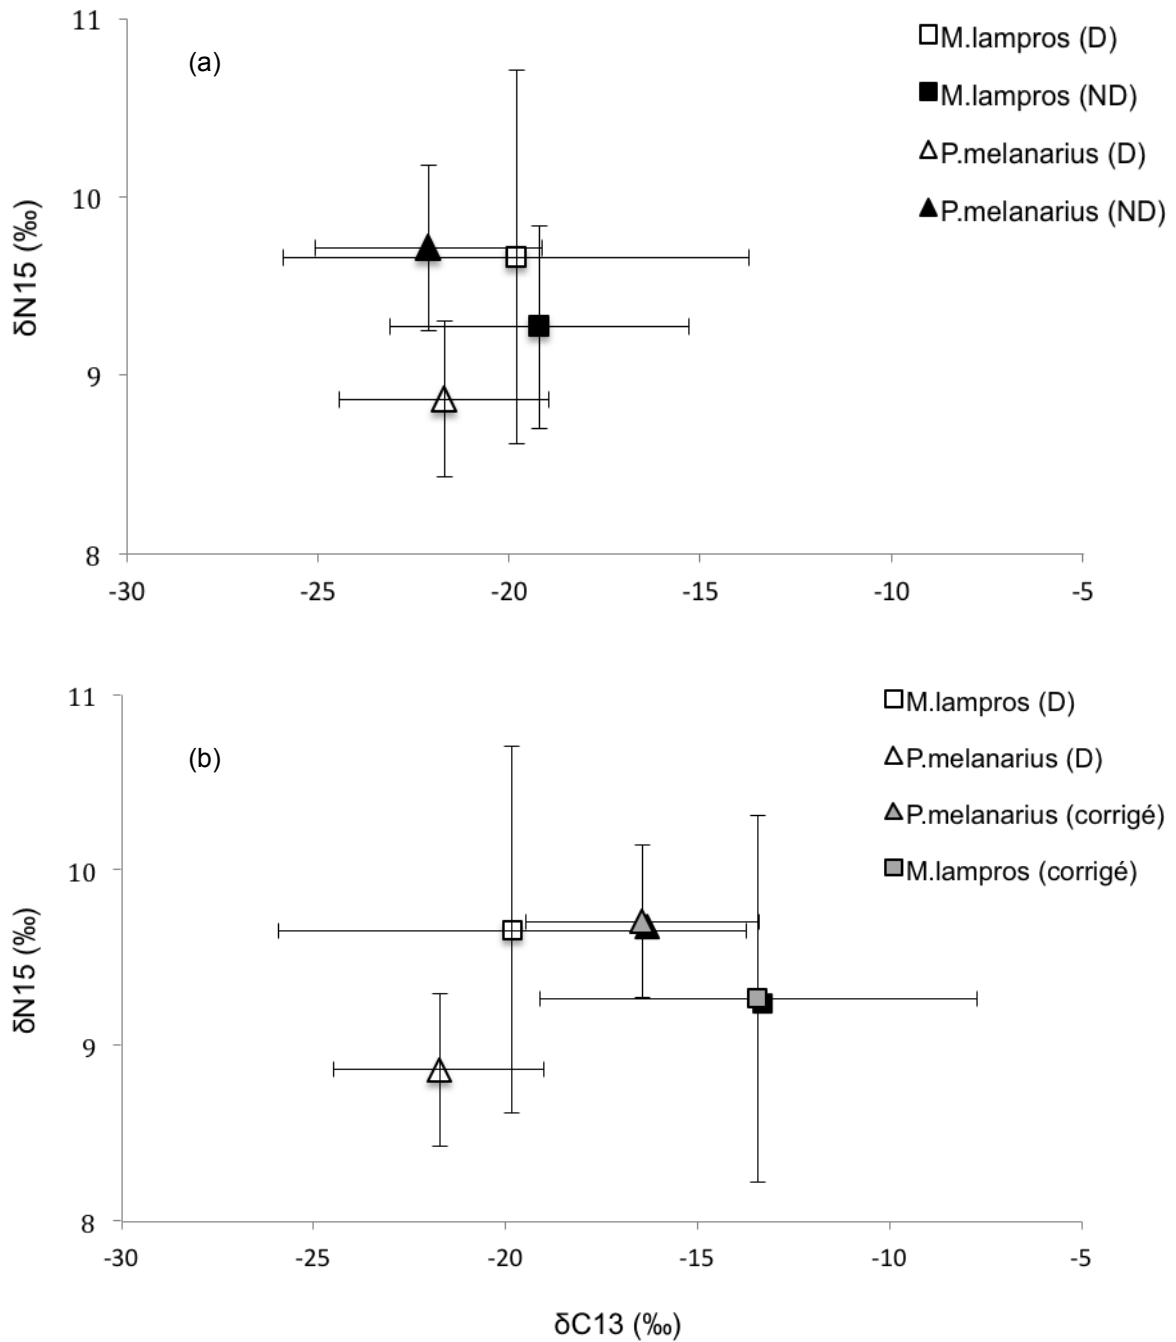 11
(a)
M.lampros (D)
M.lampros (ND)
P.melanarius (D)
P.melanarius (ND)
10
δN15 (‰)
9
8
-30 -25 -20 -15 -10 -5
11
(b)
M.lampros (D)
P.melanarius (D)
P.melanarius (corrigé)
M.lampros (corrigé)
10
δN15 (‰)
9
8
-30 -25 -20 -15 -10 -5
δC13 (‰)